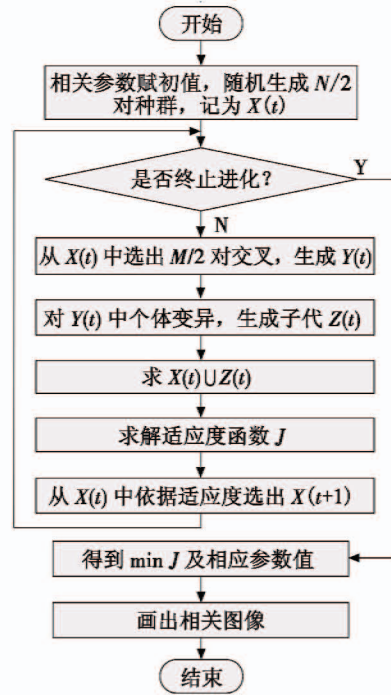 开始
相关参数赋初值，随机生成 N/2
对种群，记为 X(t)
是否终止进化？
Y
N
从 X(t) 中选出 M/2 对交叉，生成 Y(t)
对 Y(t) 中个体变异，生成子代 Z(t)
求 X(t)∪Z(t)
求解适应度函数 J
从 X(t) 中依据适应度选出 X(t+1)
得到 min J 及相应参数值
画出相关图像
结束